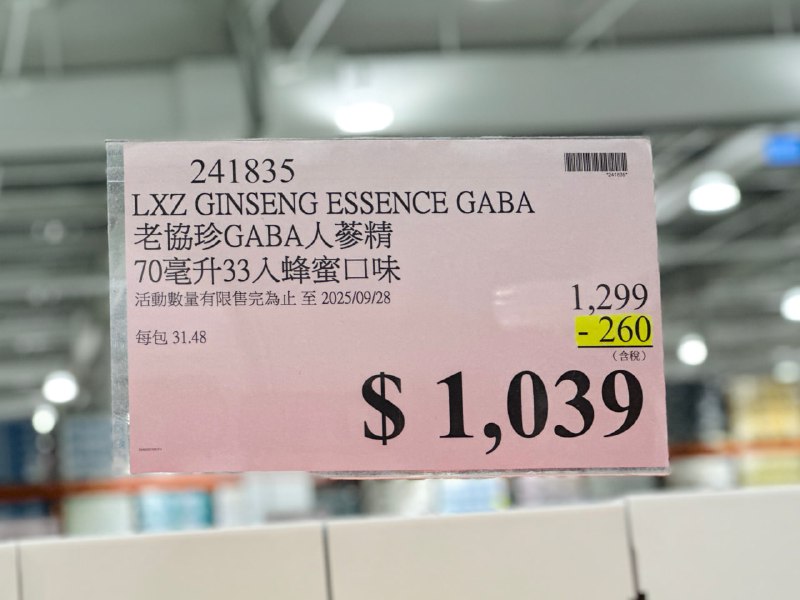 241835
*241835*
LXZ GINSENG ESSENCE GABA
老協珍GABA人蔘精
70毫升33入蜂蜜口味
活動數量有限售完為止 至 2025/09/28
1,299
- 260
每包 31.48
(含稅)
$ 1,039